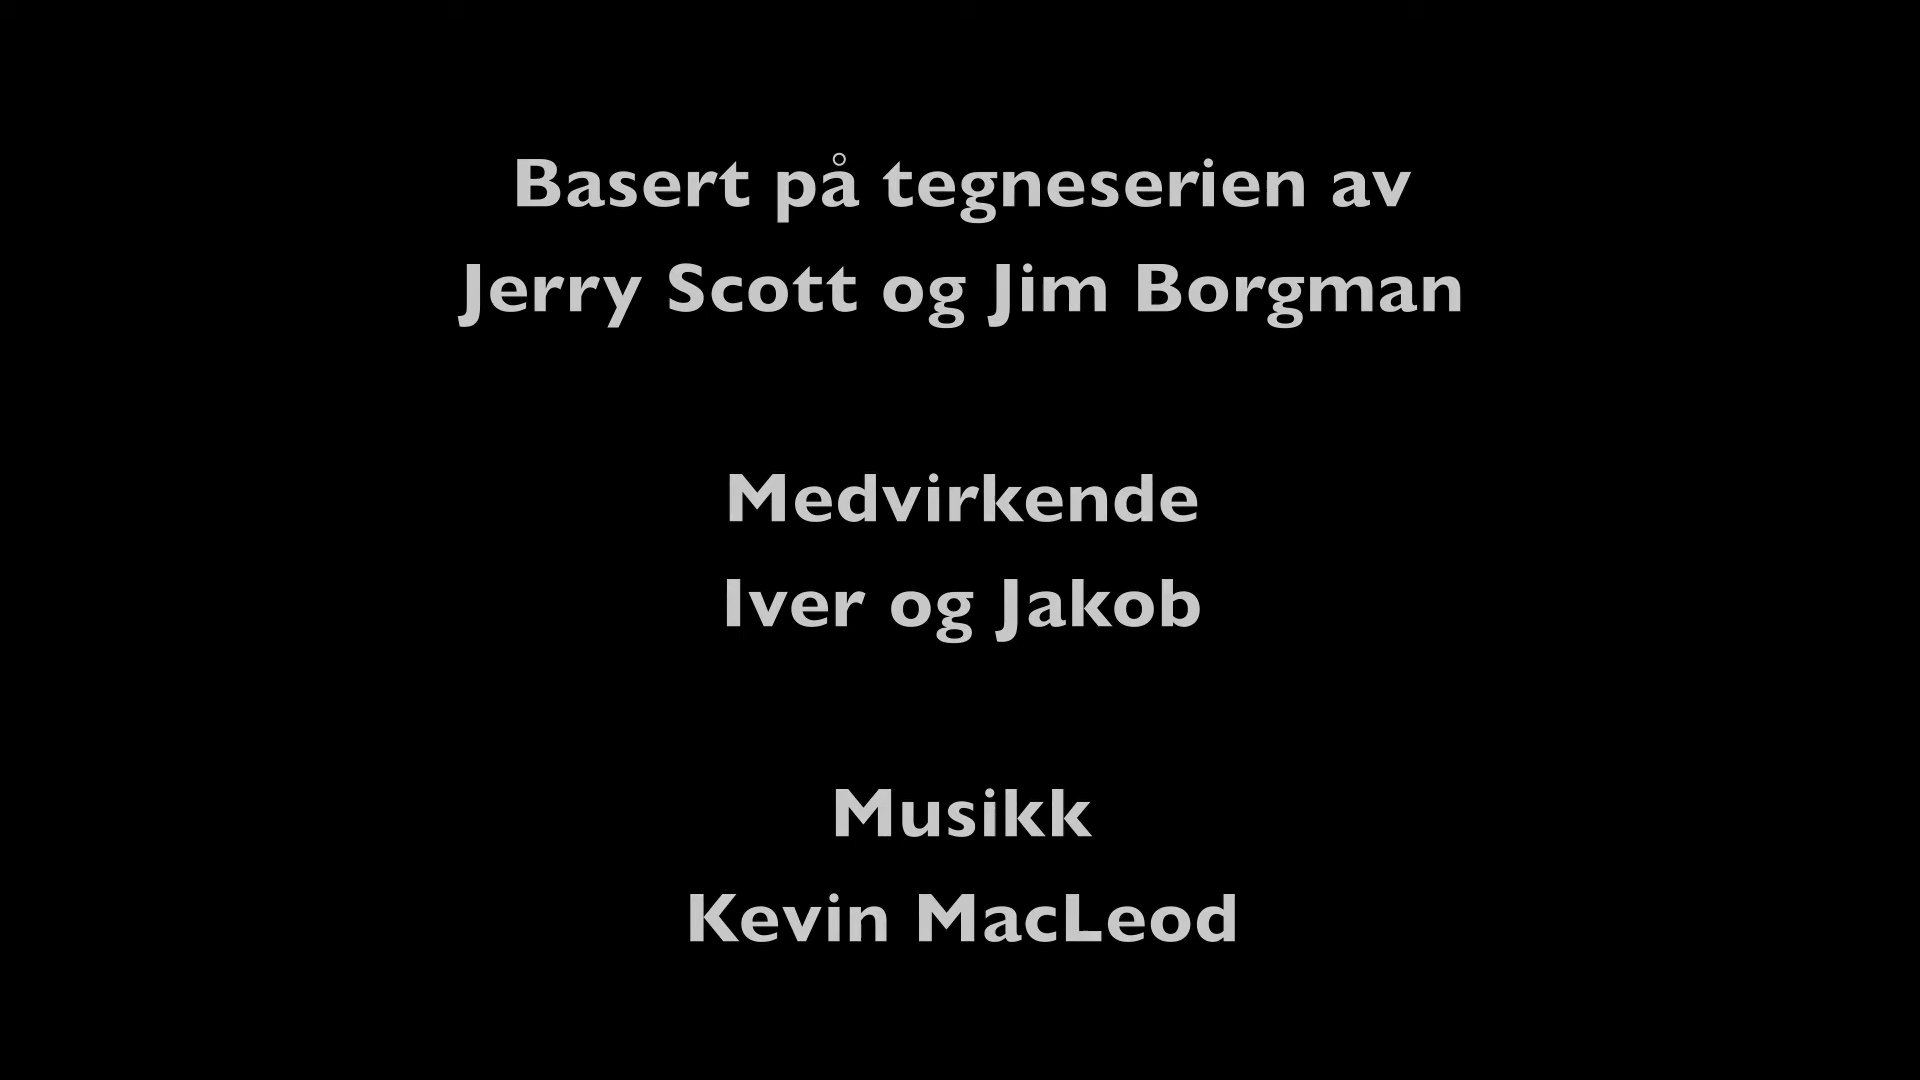 Basert på tegneserien av
Jerry Scott og Jim Borgman
Medvirkende
Iver og Jakob
Musikk
Kevin MacLeod